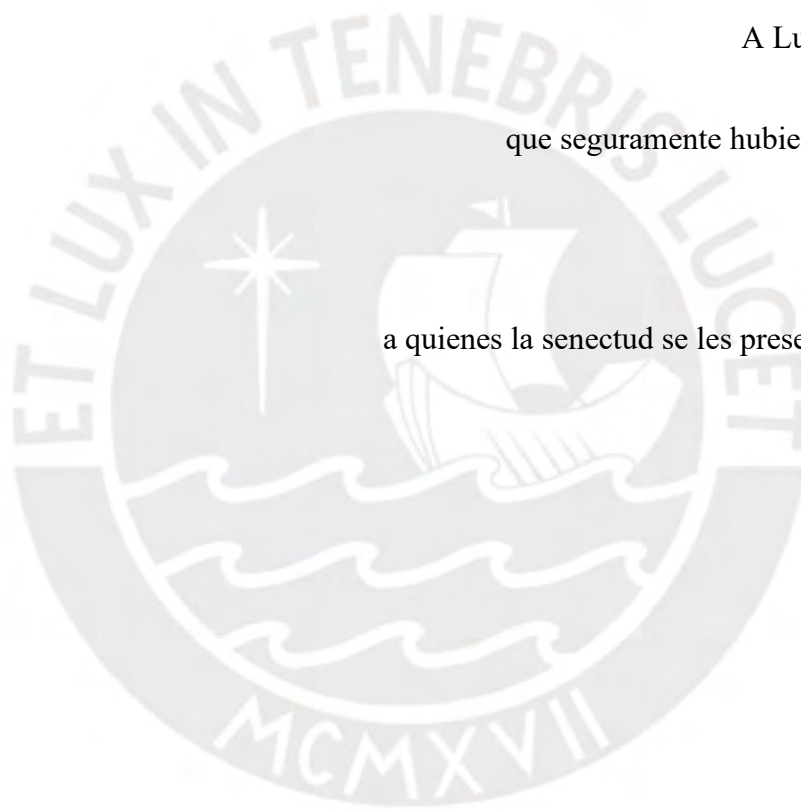 A Lu
que seguramente hubie
a quienes la senectud se les prese
ET LUX IN TENEBRIS LUCET
MCMXVII